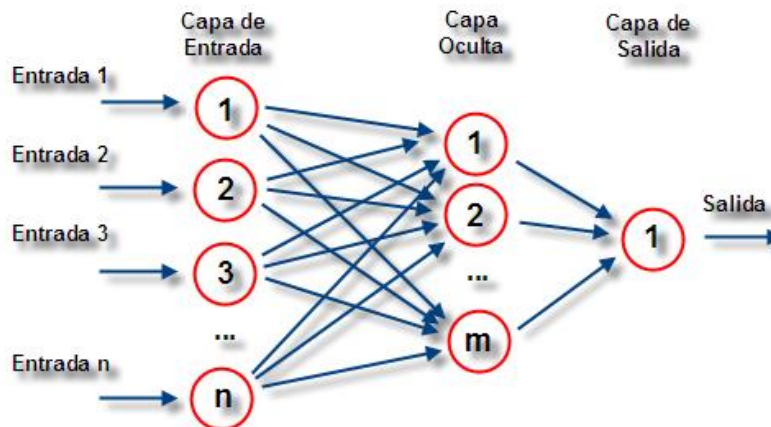 Capa de
Entrada
Capa
Oculta
Capa de
Salida
Entrada 1
1
Entrada 2
2
Entrada 3
3
...
Entrada n
n
1
2
...
m
1
Salida